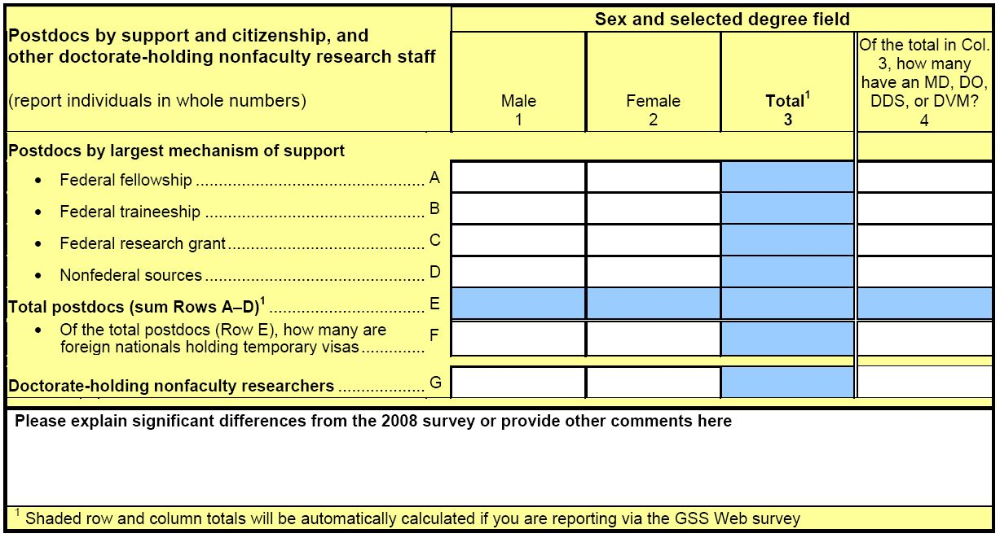 Sex and selected degree field
Postdocs by support and citizenship, and
other doctorate-holding nonfaculty research staff
(report individuals in whole numbers)
Male
1
Female
2
Total1
3
Of the total in Col.
3, how many
have an MD, DO,
DDS, or DVM?
4
Postdocs by largest mechanism of support
• Federal fellowship .................................................. A
• Federal traineeship ................................................ B
• Federal research grant........................................... C
• Nonfederal sources ................................................ D
Total postdocs (sum Rows A–D)1 .................................. E
• Of the total postdocs (Row E), how many are
foreign nationals holding temporary visas.............. F
Doctorate-holding nonfaculty researchers ................... G
Please explain significant differences from the 2008 survey or provide other comments here
1 Shaded row and column totals will be automatically calculated if you are reporting via the GSS Web survey